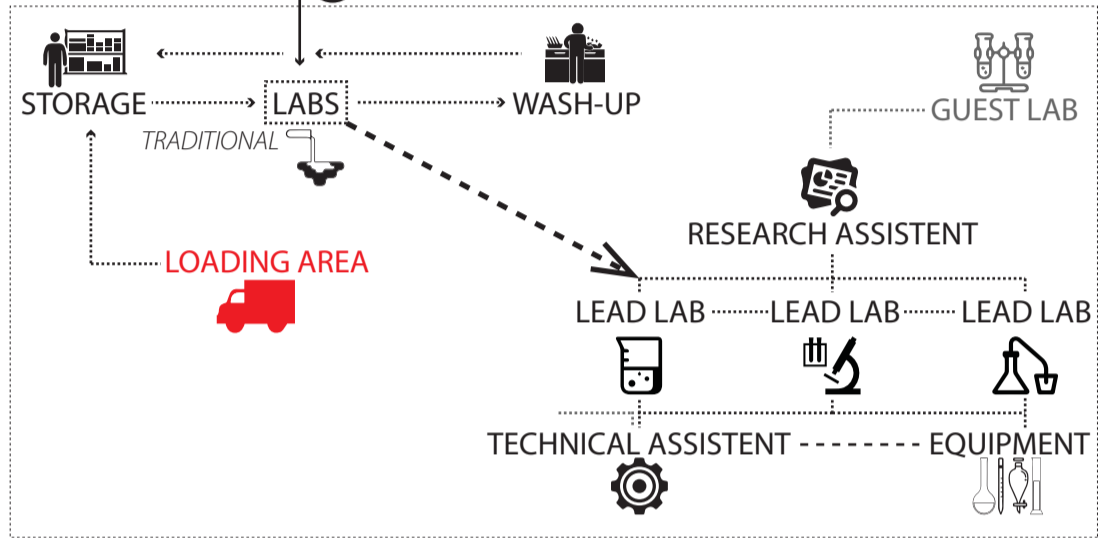 STORAGE
LABS
WASH-UP
GUEST LAB
TRADITIONAL
RESEARCH ASSISTENT
LOADING AREA
LEAD LAB
LEAD LAB
LEAD LAB
TECHNICAL ASSISTENT
EQUIPMENT